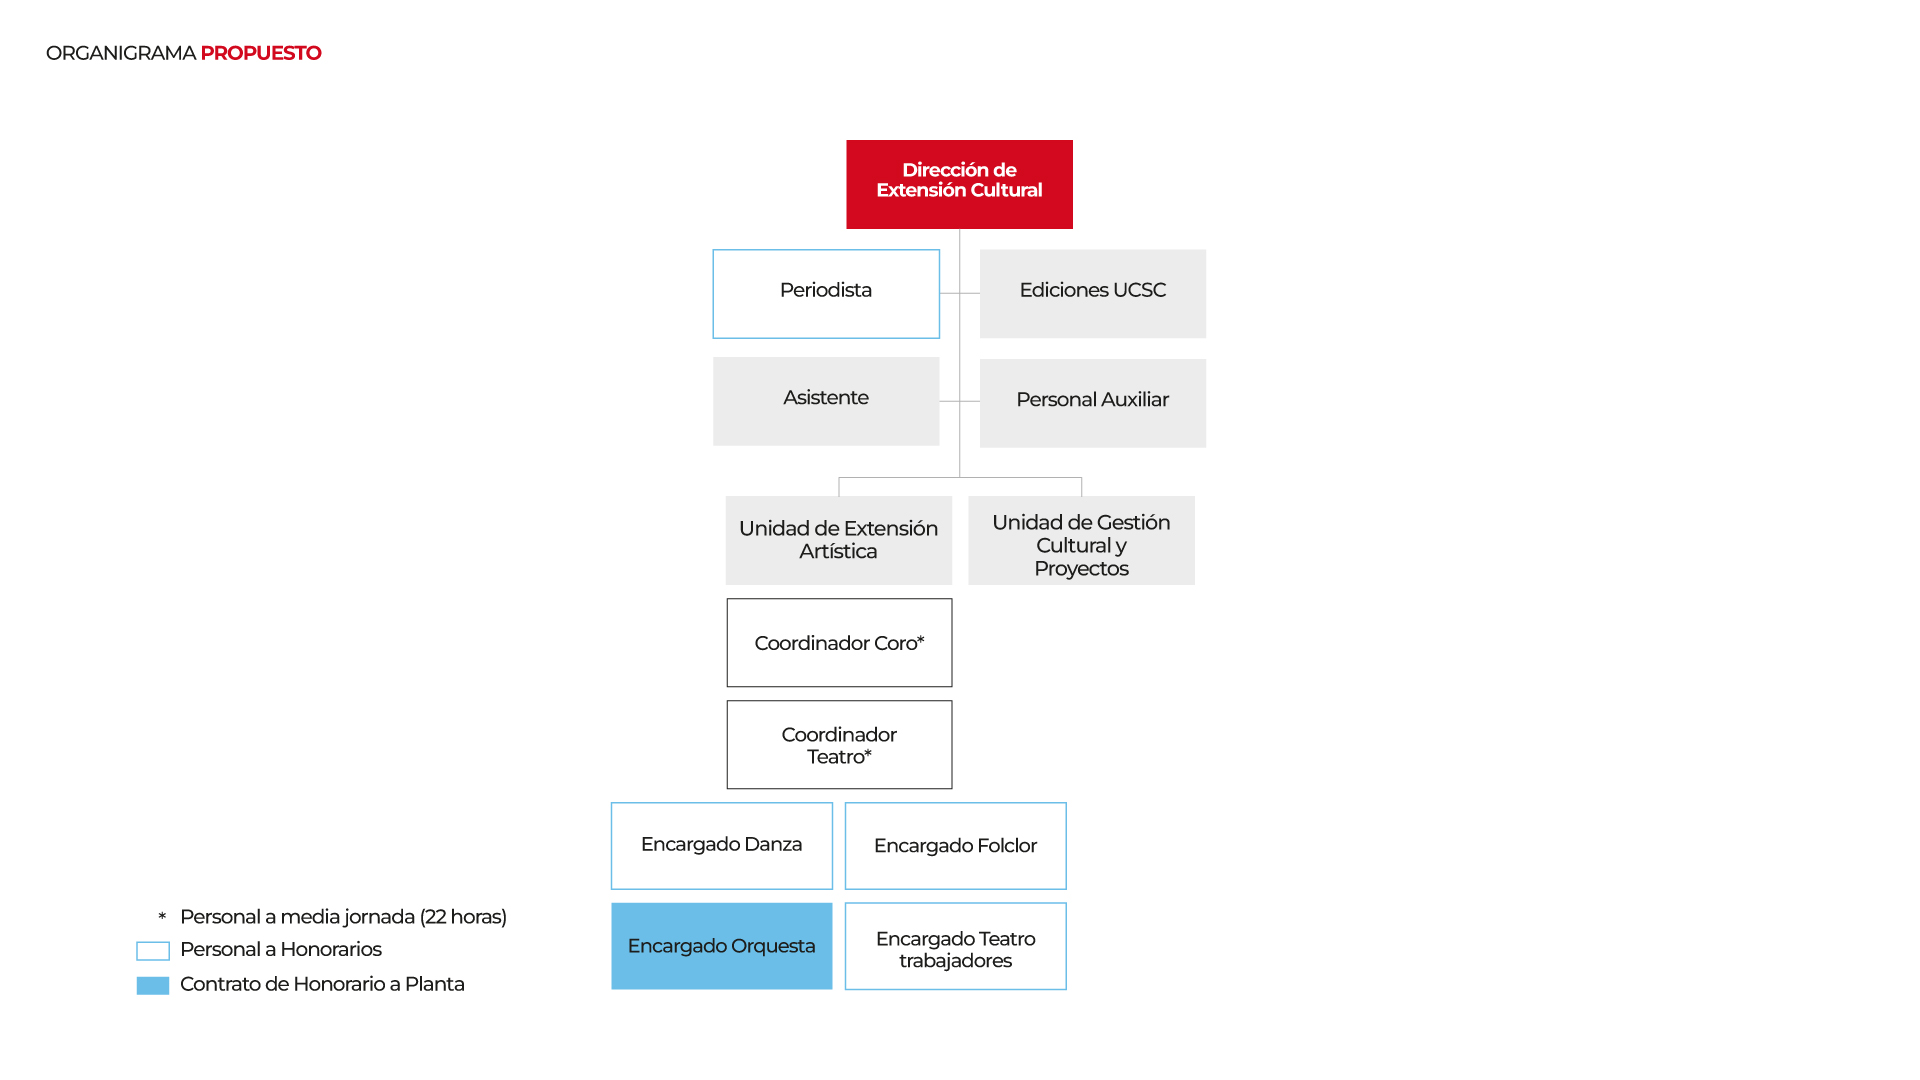 ORGANIGRAMA PROPUESTO
Dirección de
Extensión Cultural
Periodista
Ediciones UCSC
Asistente
Personal Auxiliar
Unidad de Extensión
Artística
Unidad de Gestión
Cultural y
Proyectos
Coordinador Coro*
Coordinador
Teatro*
Encargado Danza
Encargado Folclor
Encargado Orquesta
Encargado Teatro
trabajadores
* Personal a media jornada (22 horas)
Personal a Honorarios
Contrato de Honorario a Planta